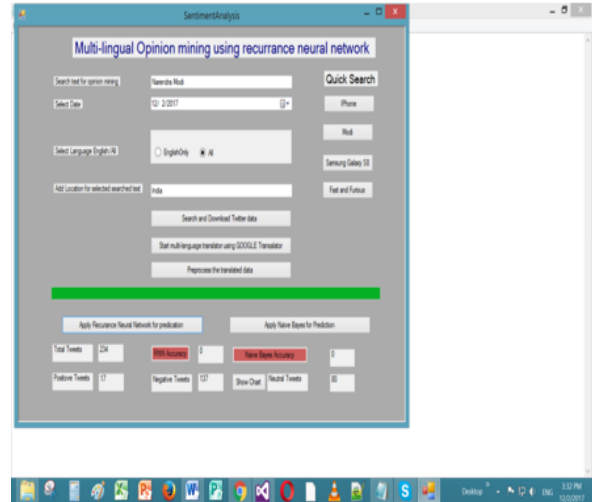 SentimentAnalysis
Multi-lingual Opinion mining using recurrance neural network
Search text for opinion mining
Narendra Modi
Quick Search
Select Date
12/ 2/2017
iPhone
Modi
Select Language English/All
EnglishOnly
All
Samsung Galaxy S8
Add Location for selected searched text
India
Fast and Furious
Search and Download Twitter data
Start multi-language translator using GOOGLE Translator
Preprocess the translated data
Apply Recurance Neural Network for predication
Apply Naive Bayes for Prediction
Total Tweets
234
RNN Accuracy
0
Naive Bayes Accuracy
0
Positove Tweets
17
Negative Tweets
137
Show Chart
Neutral Tweets
80
Desktop
ENG
3:32 PM
12/2/2017